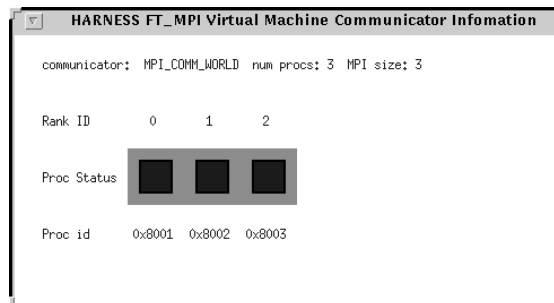 HARNESS FT_MPI Virtual Machine Communicator Infomation
communicator: MPI_COMM_WORLD num procs: 3 MPI size: 3
Rank ID 0 1 2
Proc Status
Proc id 0x8001 0x8002 0x8003